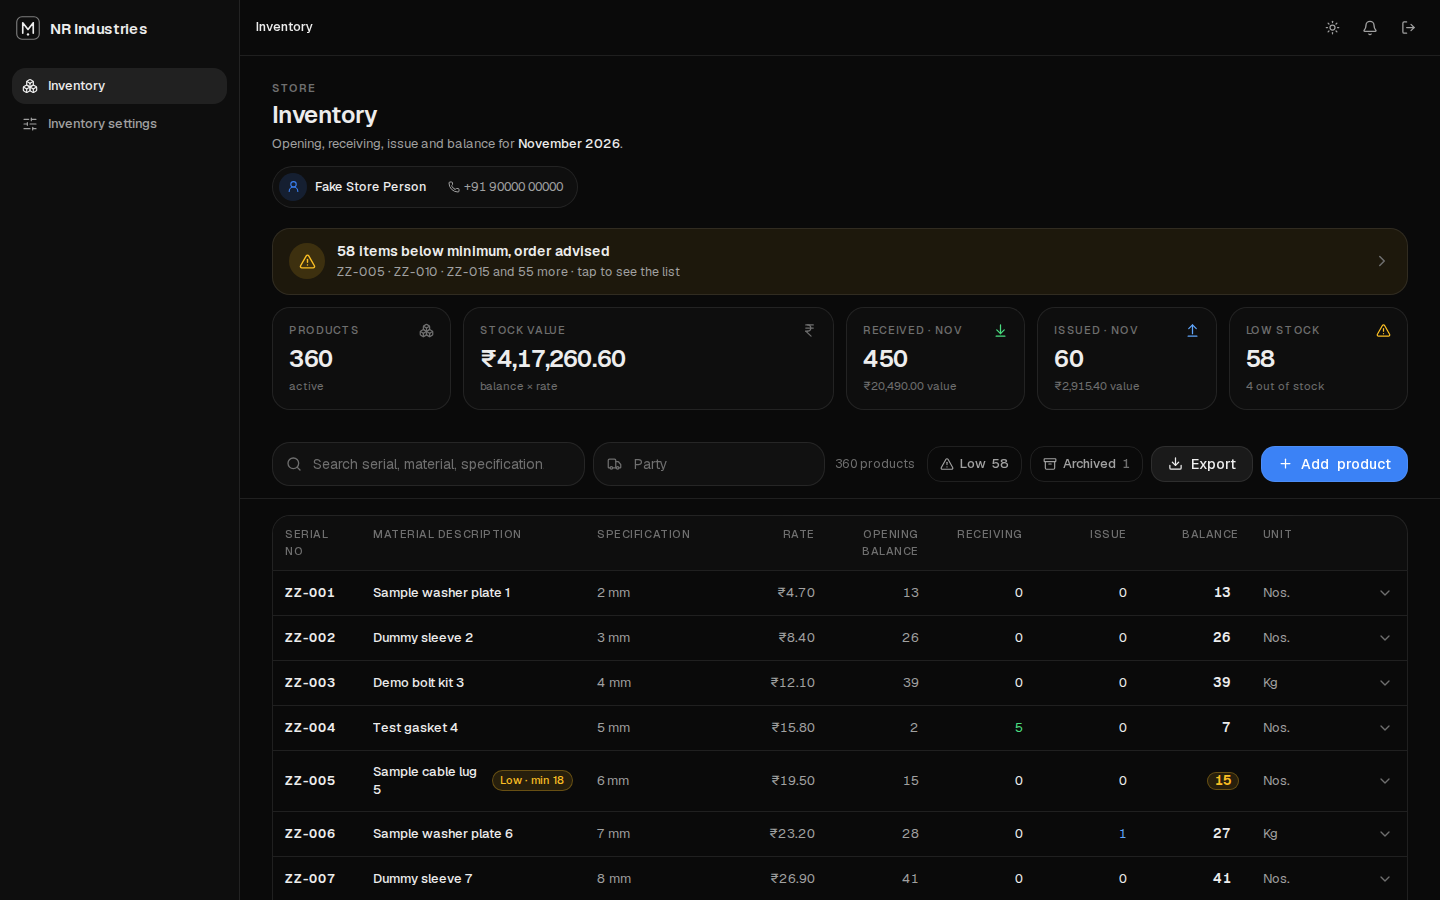 NR Industries
Inventory
Inventory
Inventory settings
STORE
Inventory
Opening, receiving, issue and balance for November 2026.
Fake Store Person +91 90000 00000
58 items below minimum, order advised
ZZ-005 · ZZ-010 · ZZ-015 and 55 more · tap to see the list
PRODUCTS
360
active
STOCK VALUE ₹
₹4,17,260.60
balance × rate
RECEIVED · NOV
450
₹20,490.00 value
ISSUED · NOV
60
₹2,915.40 value
LOW STOCK
58
4 out of stock
Search serial, material, specification Party 360 products Low 58 Archived 1 Export Add product
SERIAL NO MATERIAL DESCRIPTION SPECIFICATION RATE OPENING BALANCE RECEIVING ISSUE BALANCE UNIT
ZZ-001 Sample washer plate 1 2 mm ₹4.70 13 0 0 13 Nos.
ZZ-002 Dummy sleeve 2 3 mm ₹8.40 26 0 0 26 Nos.
ZZ-003 Demo bolt kit 3 4 mm ₹12.10 39 0 0 39 Kg
ZZ-004 Test gasket 4 5 mm ₹15.80 2 5 0 7 Nos.
ZZ-005 Sample cable lug 5 Low · min 18 6 mm ₹19.50 15 0 0 15 Nos.
ZZ-006 Sample washer plate 6 7 mm ₹23.20 28 0 1 27 Kg
ZZ-007 Dummy sleeve 7 8 mm ₹26.90 41 0 0 41 Nos.